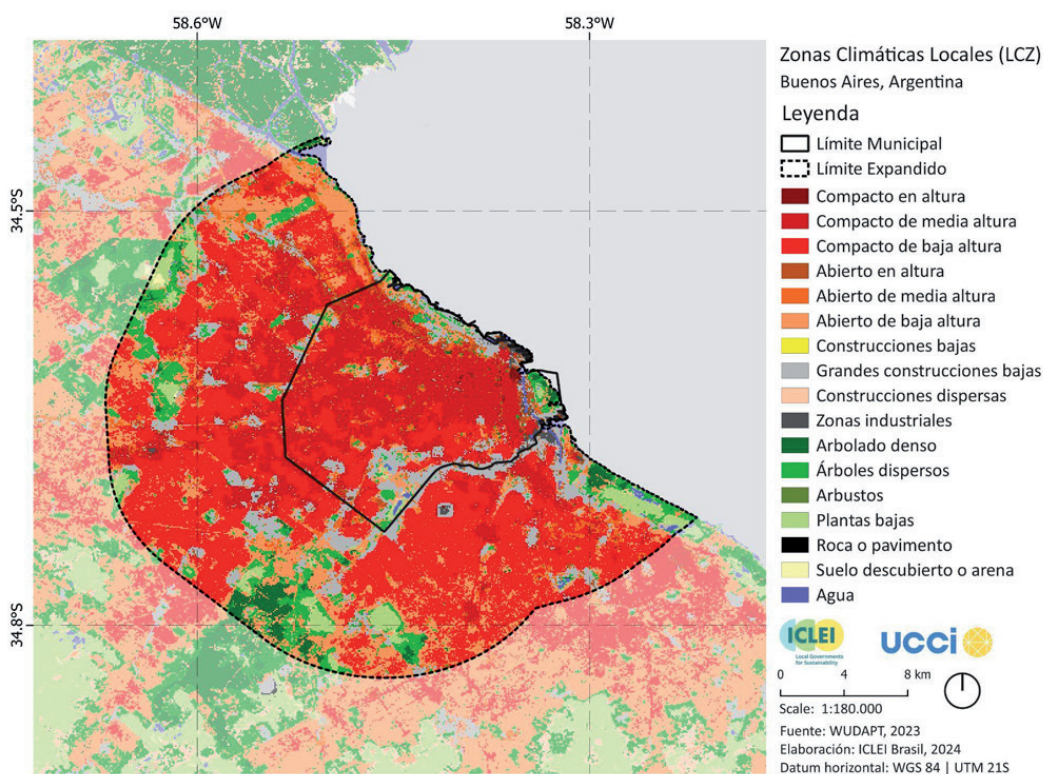 58.6°W
58.3°W
34.5°S
34.8°S
Zonas Climáticas Locales (LCZ)
Buenos Aires, Argentina
Leyenda
Límite Municipal
Límite Expandido
Compacto en altura
Compacto de media altura
Compacto de baja altura
Abierto en altura
Abierto de media altura
Abierto de baja altura
Construcciones bajas
Grandes construcciones bajas
Construcciones dispersas
Zonas industriales
Arbolado denso
Árboles dispersos
Arbustos
Plantas bajas
Roca o pavimento
Suelo descubierto o arena
Agua
ICLEI
Local Governments
for Sustainability
UCCI
0 4 8 km
Scale: 1:180.000
Fuente: WUDAPT, 2023
Elaboración: ICLEI Brasil, 2024
Datum horizontal: WGS 84 | UTM 21S